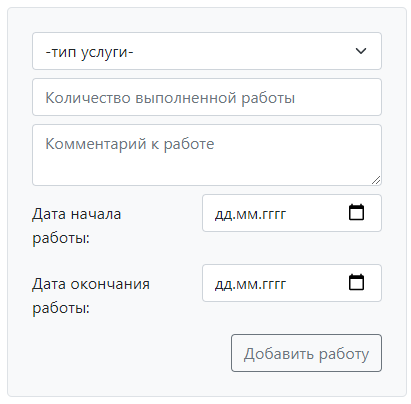 -тип услуги-
Количество выполненной работы
Комментарий к работе
Дата начала
работы:
дд.мм.гггг
Дата окончания
работы:
дд.мм.гггг
Добавить работу